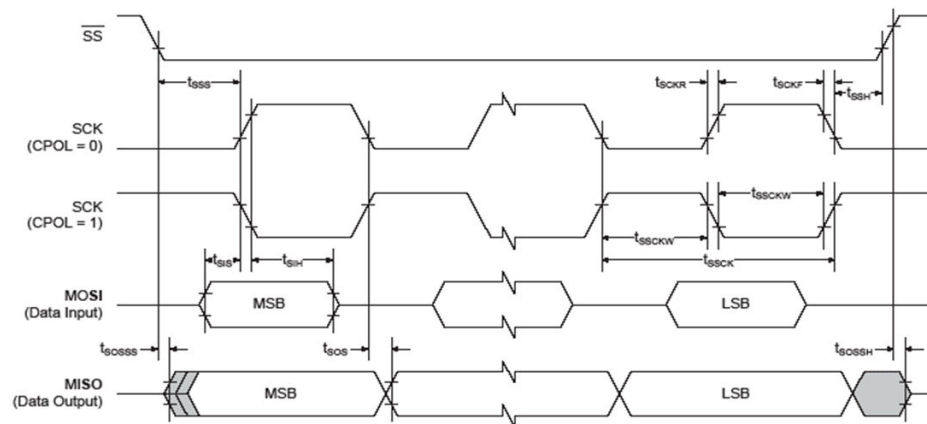 SS
tSSS
tSCKR
tSCKF
tSSH
SCK
(CPOL = 0)
SCK
(CPOL = 1)
tSSCKW
tSSCKW
tSSCK
tSIS
tSIH
MOSI
(Data Input)
MSB
LSB
tSOSSS
tSOS
tSOSSH
MISO
(Data Output)
MSB
LSB